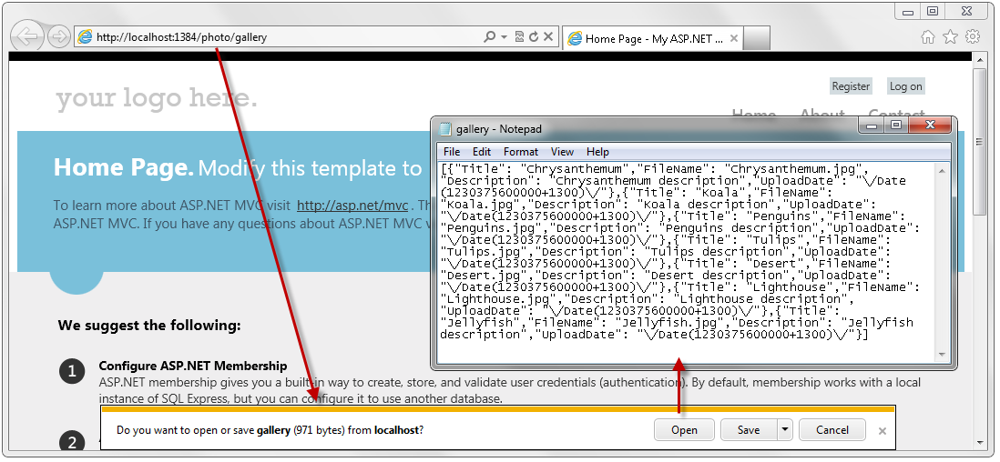 http://localhost:1384/photo/gallery
Home Page - My ASP.NET ...
your logo here.
Register
Log on
Home
About
Contact
Home Page. Modify this template to
To learn more about ASP.NET MVC visit http://asp.net/mvc . Th
ASP.NET MVC. If you have any questions about ASP.NET MVC v
gallery - Notepad
File Edit Format View Help
[{"Title": "Chrysanthemum","FileName": "Chrysanthemum.jpg",
"Description": "Chrysanthemum description","UploadDate": "\/Date
(1230375600000+1300)\/"},{"Title": "Koala","FileName":
"Koala.jpg","Description": "Koala description","UploadDate":
"\/Date(1230375600000+1300)\/"},{"Title": "Penguins","FileName":
"Penguins.jpg","Description": "Penguins description","UploadDate":
"\/Date(1230375600000+1300)\/"},{"Title": "Tulips","FileName":
"Tulips.jpg","Description": "Tulips description","UploadDate":
"\/Date(1230375600000+1300)\/"},{"Title": "Desert","FileName":
"Desert.jpg","Description": "Desert description","UploadDate":
"\/Date(1230375600000+1300)\/"},{"Title": "Lighthouse","FileName":
"Lighthouse.jpg","Description": "Lighthouse description",
"UploadDate": "\/Date(1230375600000+1300)\/"},{"Title":
"Jellyfish","FileName": "Jellyfish.jpg","Description": "Jellyfish
description","UploadDate": "\/Date(1230375600000+1300)\/"}]
We suggest the following:
1
Configure ASP.NET Membership
ASP.NET membership gives you a built-in way to create, store, and validate user credentials (authentication). By default, membership works with a local
instance of SQL Express, but you can configure it to use another database.
2
Do you want to open or save gallery (971 bytes) from localhost?
Open
Save
Cancel